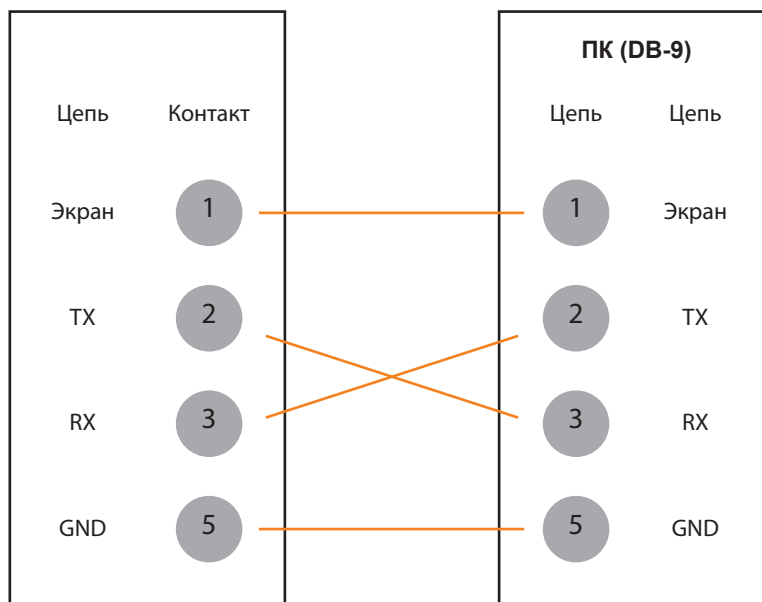 ПК (DB-9)
Цепь Контакт Цепь Цепь
Экран 1 1 Экран
TX 2 2 TX
RX 3 3 RX
GND 5 5 GND